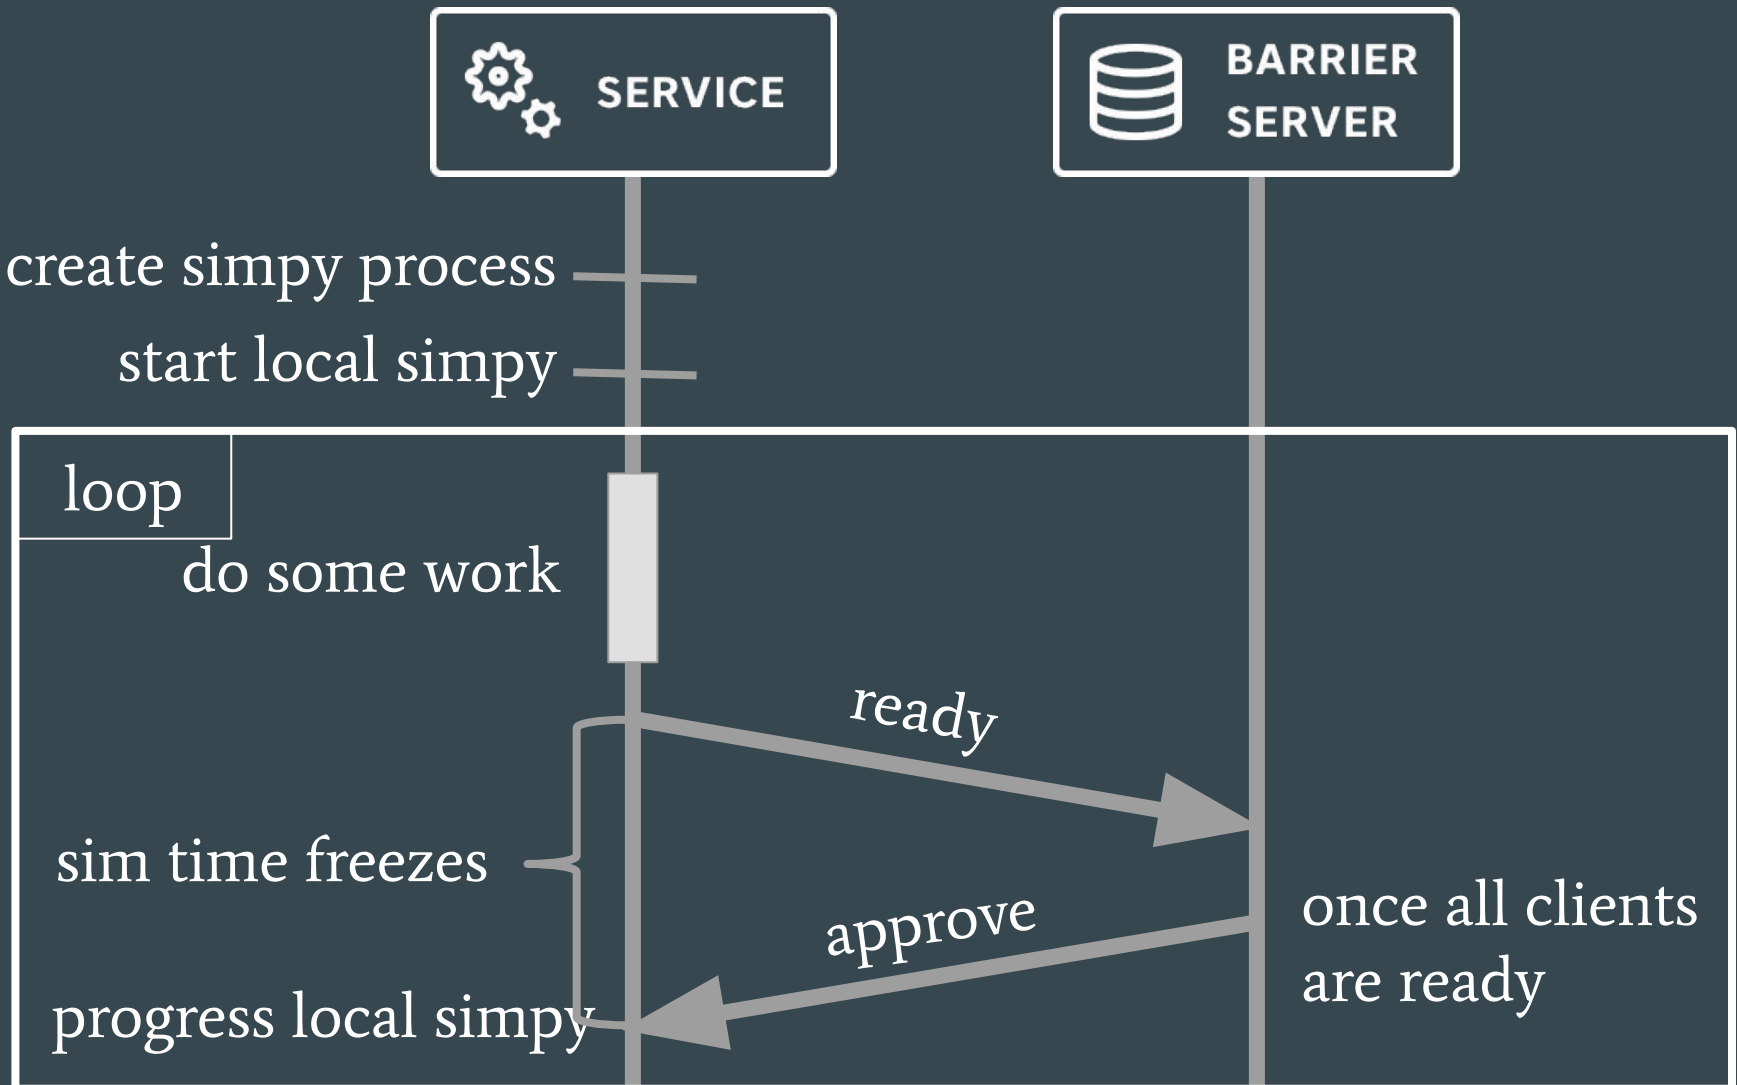 SERVICE
BARRIER
SERVER
create simpy process
start local simpy
loop
do some work
ready
sim time freezes
approve
once all clients
are ready
progress local simpy